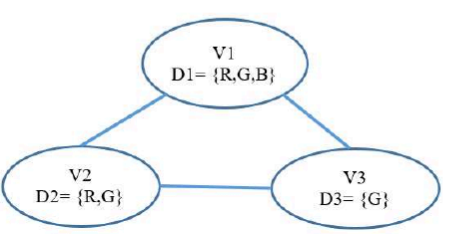 V1
D1= {R,G,B}
V2
D2= {R,G}
V3
D3= {G}